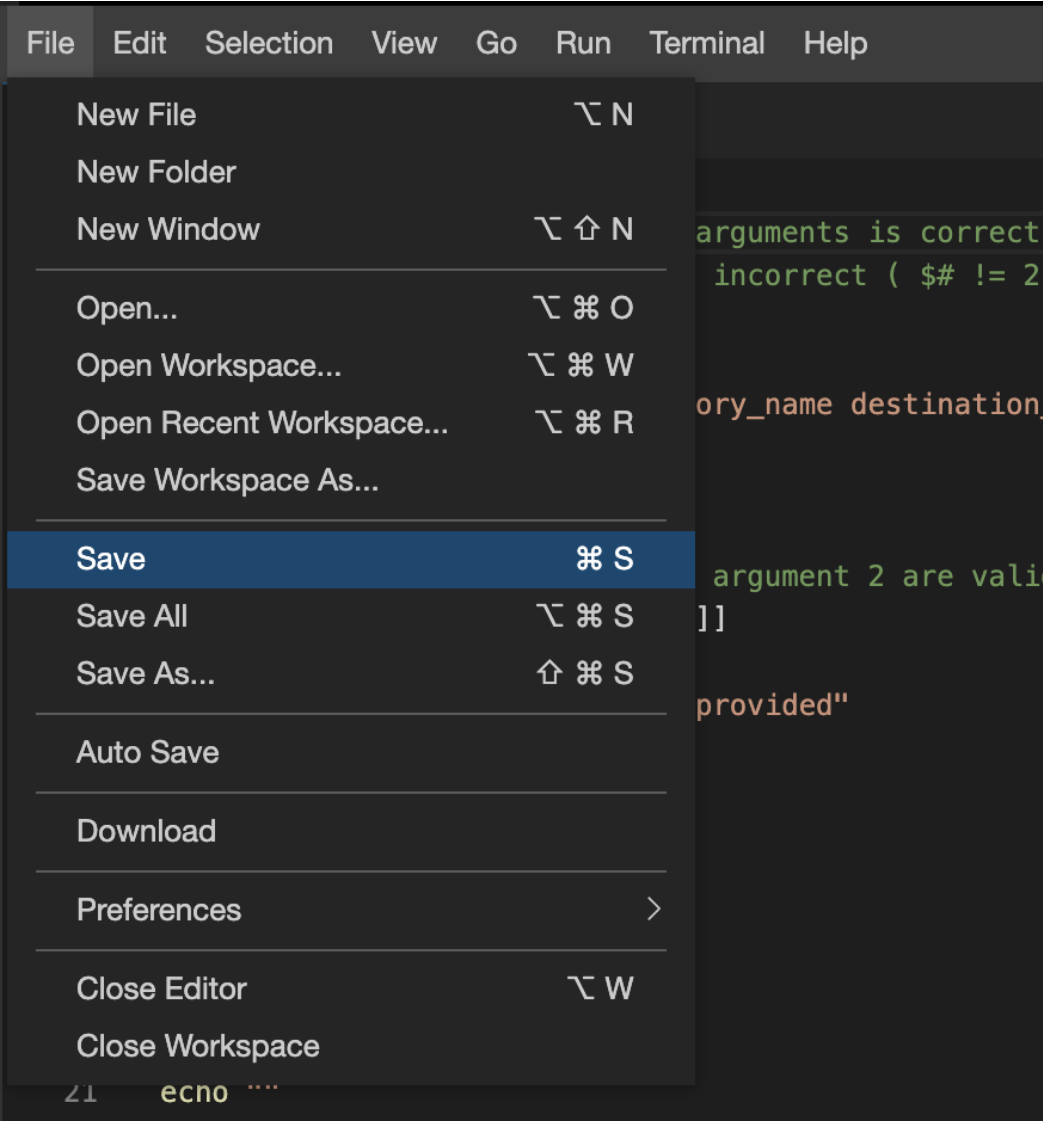 File Edit Selection View Go Run Terminal Help
New File ⌥ N
New Folder
New Window ⌥ ⇧ N
arguments is correct
incorrect ( $# != 2
Open... ⌥ ⌘ O
Open Workspace... ⌥ ⌘ W
ory_name destination_
Open Recent Workspace... ⌥ ⌘ R
Save Workspace As...
Save ⌘ S
argument 2 are vali
Save All ⌥ ⌘ S
]]
Save As... ⇧ ⌘ S
provided"
Auto Save
Download
Preferences
Close Editor ⌥ W
Close Workspace
21 echo ""